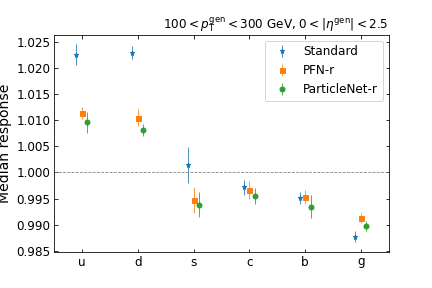 100 < p_T^gen < 300 GeV, 0 < |η^gen| < 2.5
Median response
1.025
1.020
1.015
1.010
1.005
1.000
0.995
0.990
0.985
Standard
PFN-r
ParticleNet-r
u d s c b g